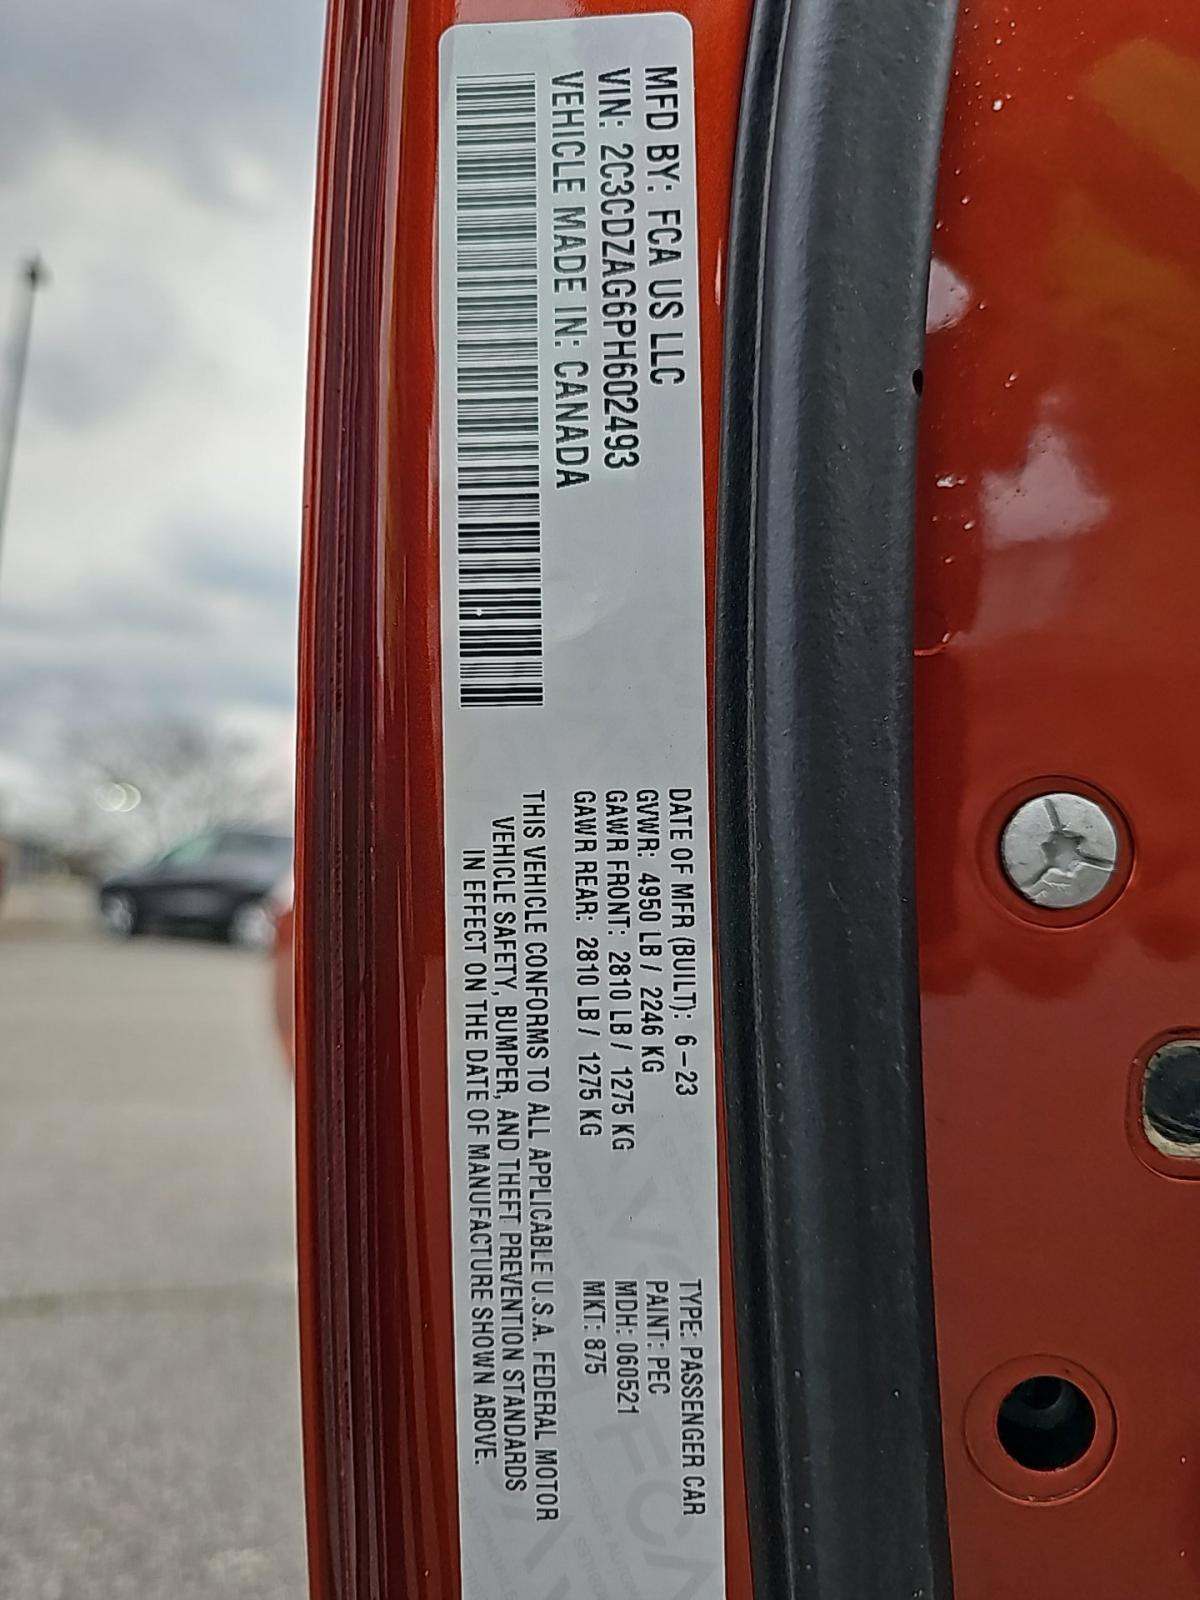 MFD BY: FCA US LLC
VIN: 2C3CDZAG6PH602493
VEHICLE MADE IN: CANADA
DATE OF MFR (BUILT): 6-23
GVWR: 4950 LB / 2246 KG
GAWR FRONT: 2810 LB / 1275 KG
GAWR REAR: 2810 LB / 1275 KG
THIS VEHICLE CONFORMS TO ALL APPLICABLE U.S.A. FEDERAL MOTOR
VEHICLE SAFETY, BUMPER, AND THEFT PREVENTION STANDARDS
IN EFFECT ON THE DATE OF MANUFACTURE SHOWN ABOVE.
TYPE: PASSENGER CAR
PAINT: PEC
MDH: 060521
MKT: 875